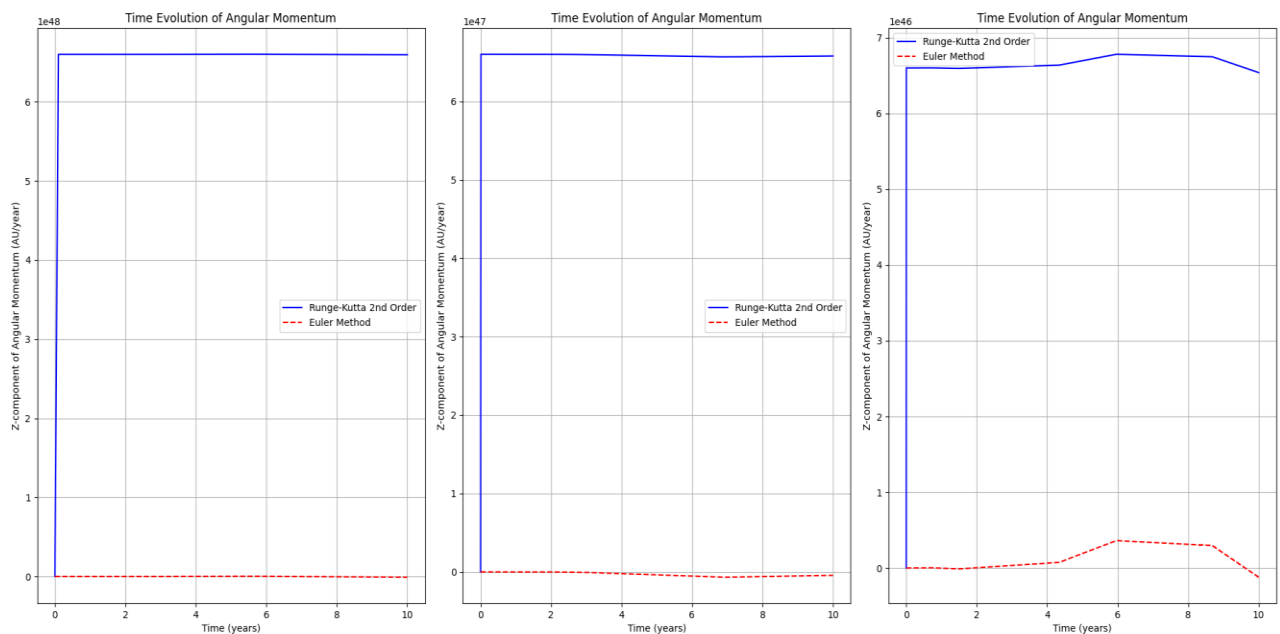 Time Evolution of Angular Momentum
1e48
Z-component of Angular Momentum (AU/year)
6
5
4
3
2
1
0
Runge-Kutta 2nd Order
Euler Method
0 2 4 6 8 10
Time (years)
Time Evolution of Angular Momentum
1e47
Z-component of Angular Momentum (AU/year)
6
5
4
3
2
1
0
Runge-Kutta 2nd Order
Euler Method
0 2 4 6 8 10
Time (years)
Time Evolution of Angular Momentum
1e46
Z-component of Angular Momentum (AU/year)
7
6
5
4
3
2
1
0
Runge-Kutta 2nd Order
Euler Method
0 2 4 6 8 10
Time (years)